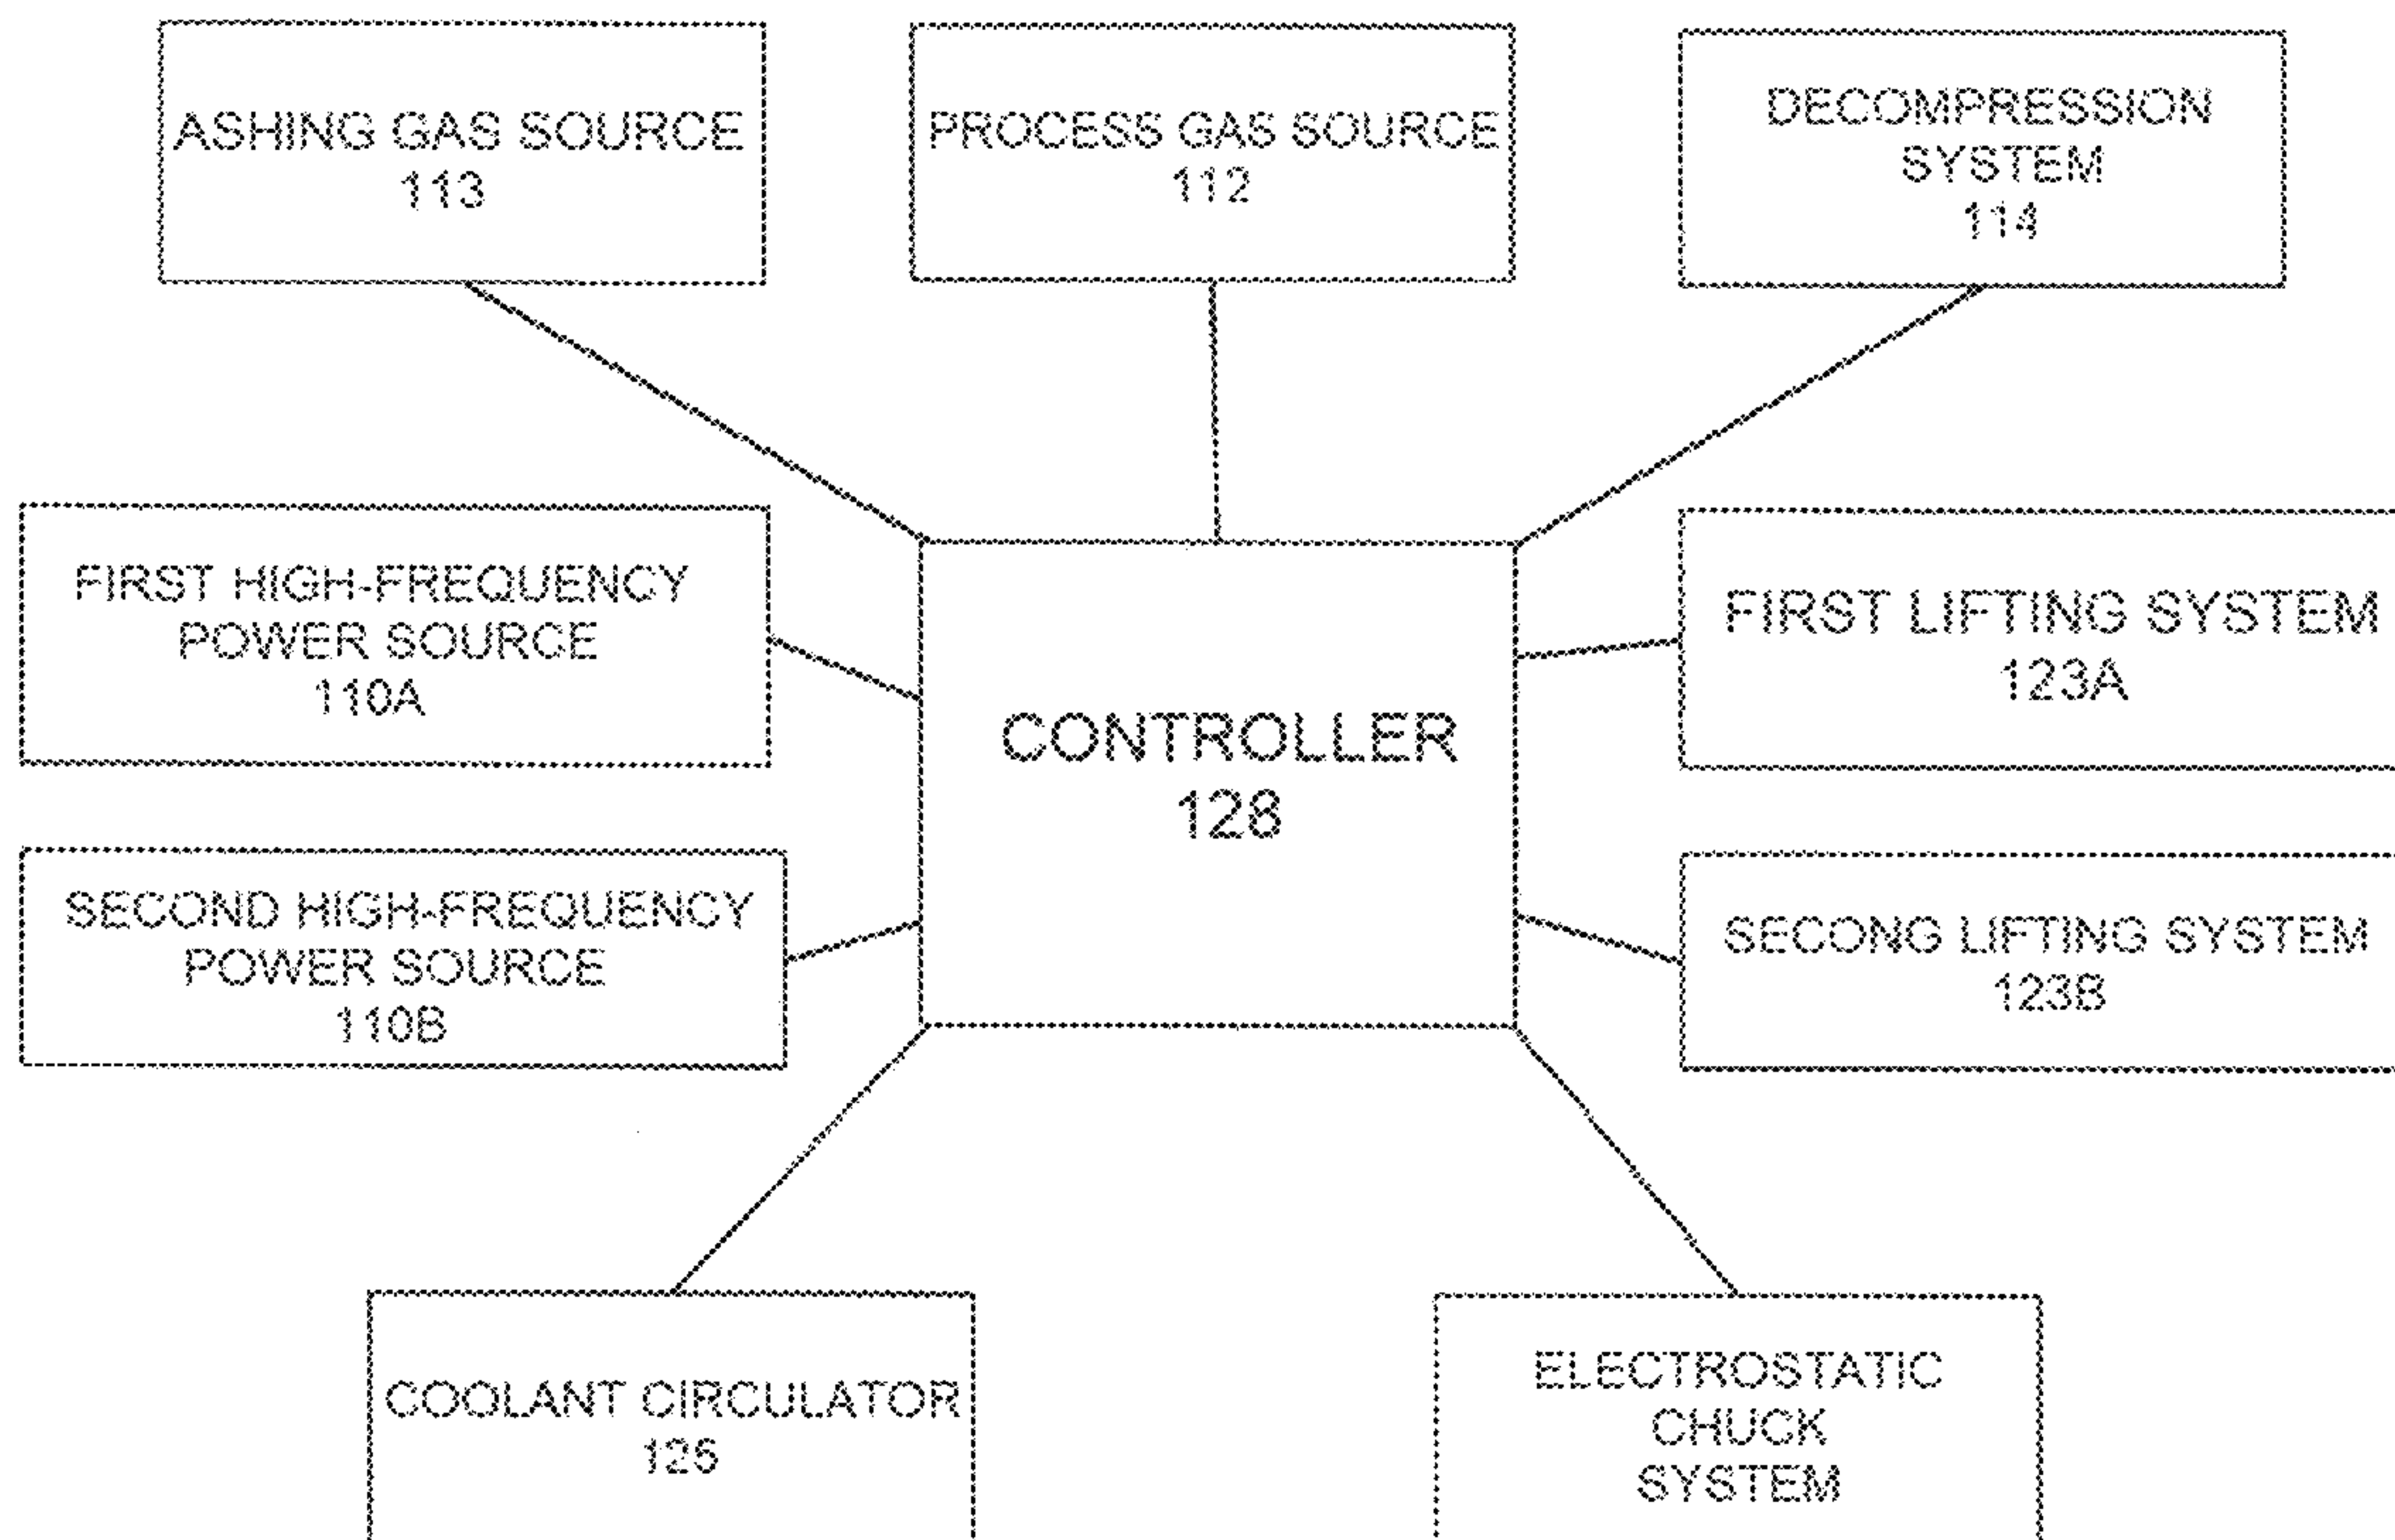 ASHING GAS SOURCE
113
PROCESS GAS SOURCE
112
DECOMPRESSION
SYSTEM
114
FIRST HIGH-FREQUENCY
POWER SOURCE
110A
CONTROLLER
128
FIRST LIFTING SYSTEM
123A
SECOND HIGH-FREQUENCY
POWER SOURCE
110B
SECONG LIFTING SYSTEM
123B
COOLANT CIRCULATOR
125
ELECTROSTATIC
CHUCK
SYSTEM